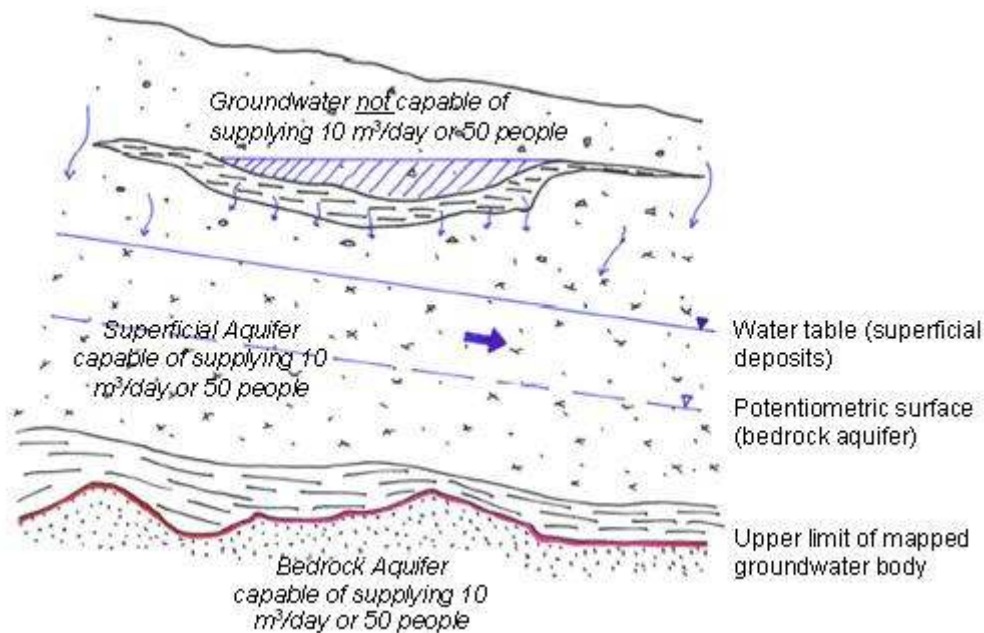 Groundwater not capable of
supplying 10 m³/day or 50 people
Superficial Aquifer
capable of supplying 10
m³/day or 50 people
Water table (superficial
deposits)
Potentiometric surface
(bedrock aquifer)
Upper limit of mapped
groundwater body
Bedrock Aquifer
capable of supplying 10
m³/day or 50 people